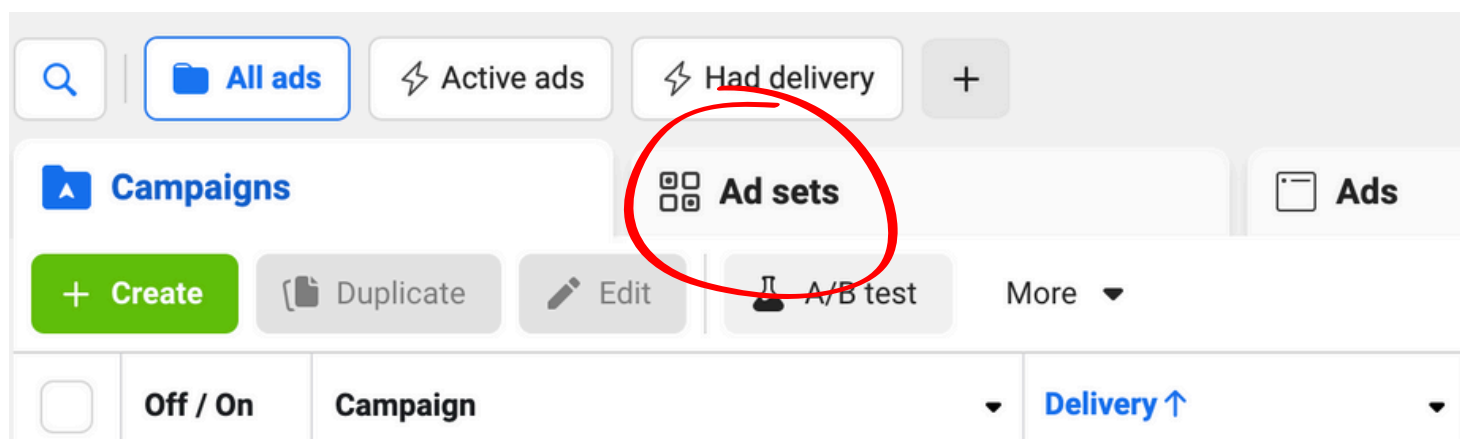 All ads Active ads Had delivery +
Campaigns Ad sets Ads
+ Create Duplicate Edit A/B test More
Off / On Campaign Delivery ↑